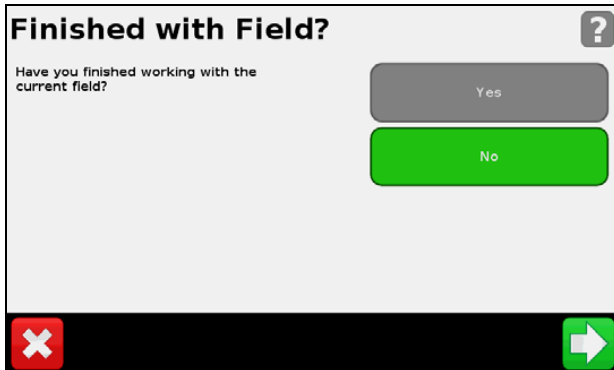 Finished with Field?
?
Have you finished working with the
current field?
Yes
No